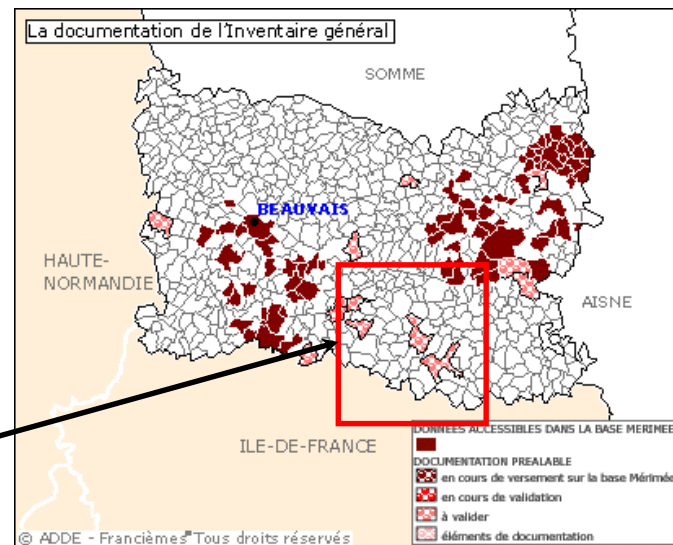 La documentation de l'Inventaire général
SOMME
BEAUVAIS
HAUTE-
NORMANDIE
AISNE
ILE-DE-FRANCE
DONNEES ACCESSIBLES DANS LA BASE MERIMEE
DOCUMENTATION PREALABLE
en cours de versement sur la base Mérimée
en cours de validation
à valider
éléments de documentation
© ADDE - Francièmes Tous droits réservés